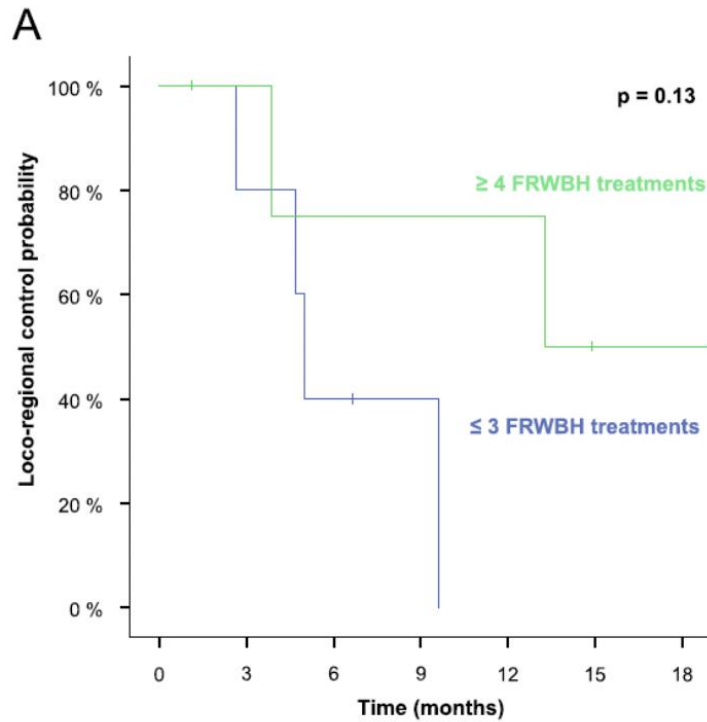 A
Loco-regional control probability
100 %
80 %
60 %
40 %
20 %
0 %
p = 0.13
≥ 4 FRWBH treatments
≤ 3 FRWBH treatments
0 3 6 9 12 15 18
Time (months)